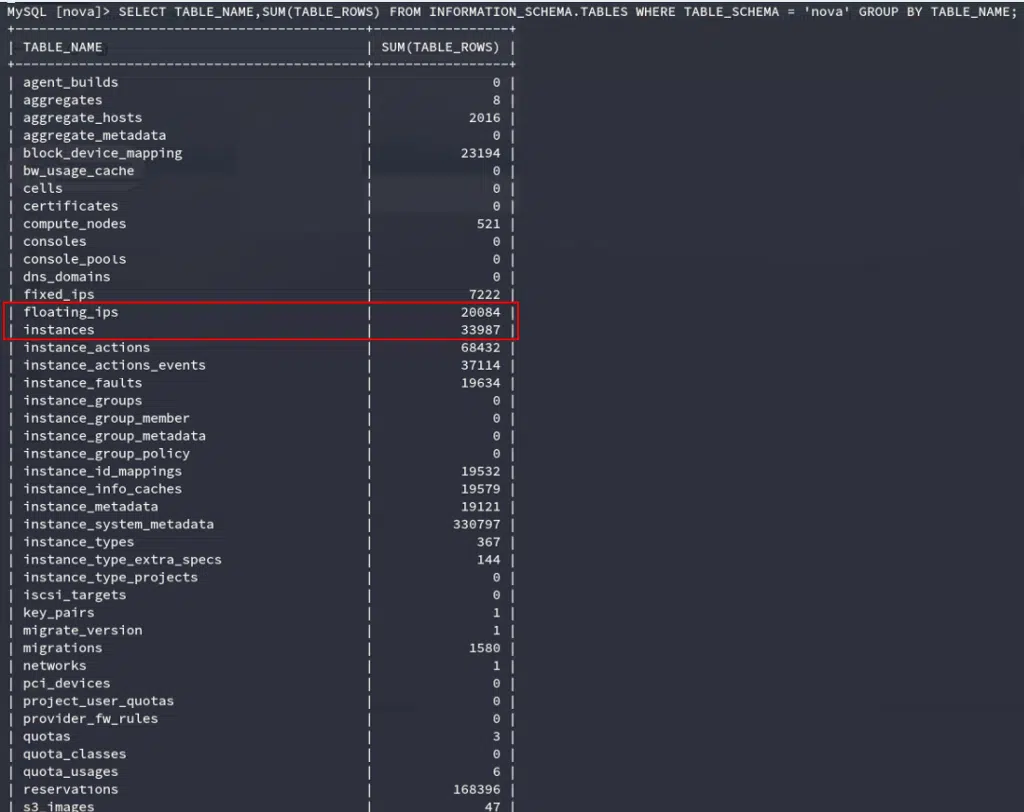 MySQL [nova]> SELECT TABLE_NAME,SUM(TABLE_ROWS) FROM INFORMATION_SCHEMA.TABLES WHERE TABLE_SCHEMA = 'nova' GROUP BY TABLE_NAME;
+--------------------------------------------+-----------------+
| TABLE_NAME | SUM(TABLE_ROWS) |
+--------------------------------------------+-----------------+
| agent_builds | 0 |
| aggregates | 8 |
| aggregate_hosts | 2016 |
| aggregate_metadata | 0 |
| block_device_mapping | 23194 |
| bw_usage_cache | 0 |
| cells | 0 |
| certificates | 0 |
| compute_nodes | 521 |
| consoles | 0 |
| console_pools | 0 |
| dns_domains | 0 |
| fixed_ips | 7222 |
| floating_ips | 20084 |
| instances | 33987 |
| instance_actions | 68432 |
| instance_actions_events | 37114 |
| instance_faults | 19634 |
| instance_groups | 0 |
| instance_group_member | 0 |
| instance_group_metadata | 0 |
| instance_group_policy | 0 |
| instance_id_mappings | 19532 |
| instance_info_caches | 19579 |
| instance_metadata | 19121 |
| instance_system_metadata | 330797 |
| instance_types | 367 |
| instance_type_extra_specs | 144 |
| instance_type_projects | 0 |
| iscsi_targets | 0 |
| key_pairs | 1 |
| migrate_version | 1 |
| migrations | 1580 |
| networks | 1 |
| pci_devices | 0 |
| project_user_quotas | 0 |
| provider_fw_rules | 0 |
| quotas | 3 |
| quota_classes | 0 |
| quota_usages | 6 |
| reservations | 168396 |
| s3_images | 47 |